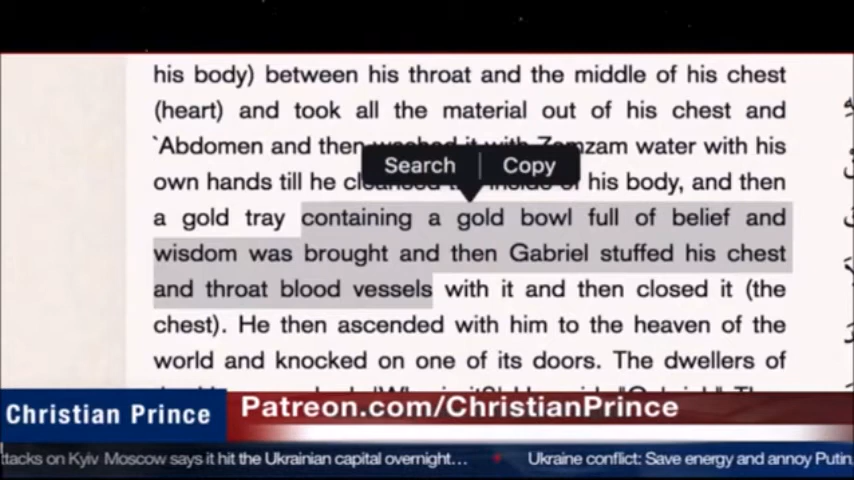 his body) between his throat and the middle of his chest
(heart) and took all the material out of his chest and
`Abdomen and then washed it with Zamzam water with his
Search | Copy
own hands till he cleansed the inside of his body, and then
a gold tray containing a gold bowl full of belief and
wisdom was brought and then Gabriel stuffed his chest
and throat blood vessels with it and then closed it (the
chest). He then ascended with him to the heaven of the
world and knocked on one of its doors. The dwellers of
Christian Prince
Patreon.com/ChristianPrince
ttacks on Kyiv Moscow says it hit the Ukrainian capital overnight... • Ukraine conflict: Save energy and annoy Putin,